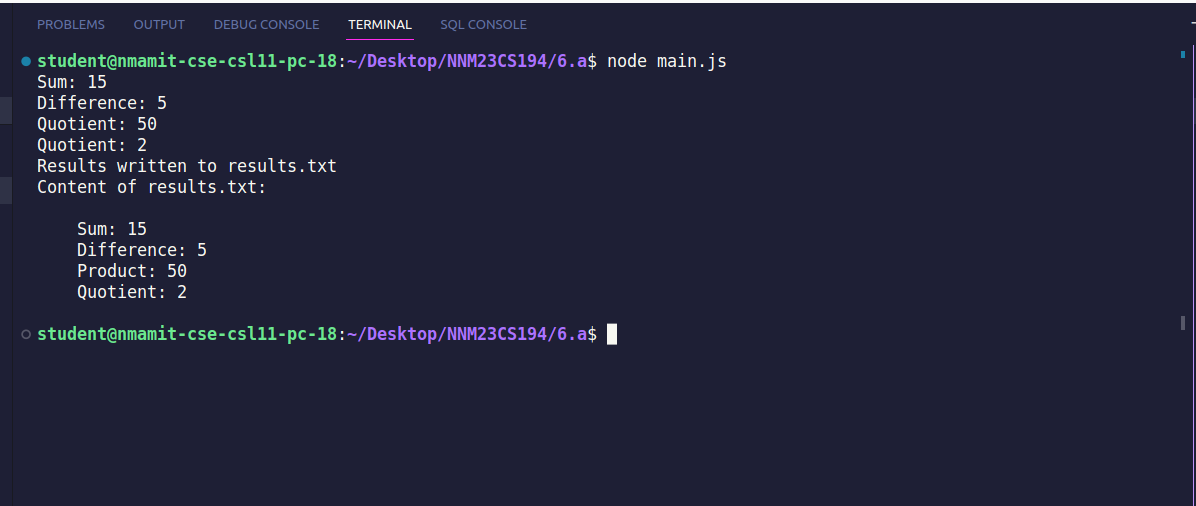 PROBLEMS OUTPUT DEBUG CONSOLE TERMINAL SQL CONSOLE
student@nmamit-cse-csl11-pc-18:~/Desktop/NNM23CS194/6.a$ node main.js
Sum: 15
Difference: 5
Quotient: 50
Quotient: 2
Results written to results.txt
Content of results.txt:
Sum: 15
Difference: 5
Product: 50
Quotient: 2
student@nmamit-cse-csl11-pc-18:~/Desktop/NNM23CS194/6.a$